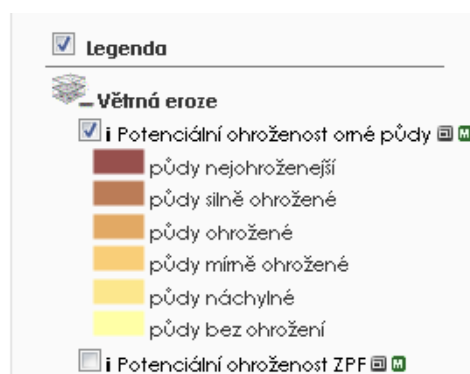 Legenda
Větrná eroze
i Potenciální ohroženost orné půdy M
půdy nejohroženejší
půdy silně ohrožené
půdy ohrožené
půdy mírně ohrožené
půdy náchylné
půdy bez ohrožení
i Potenciální ohroženost ZPF M